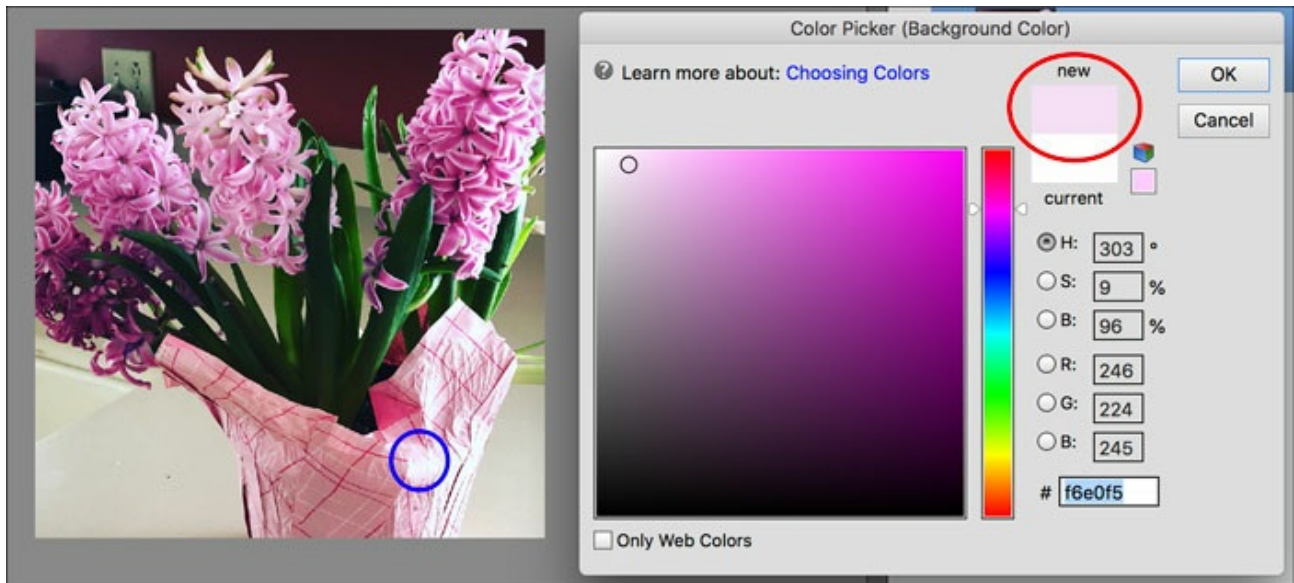 Color Picker (Background Color)
Learn more about: Choosing Colors
new
OK
Cancel
current
H: 303 °
S: 9 %
B: 96 %
R: 246
G: 224
B: 245
# f6e0f5
Only Web Colors